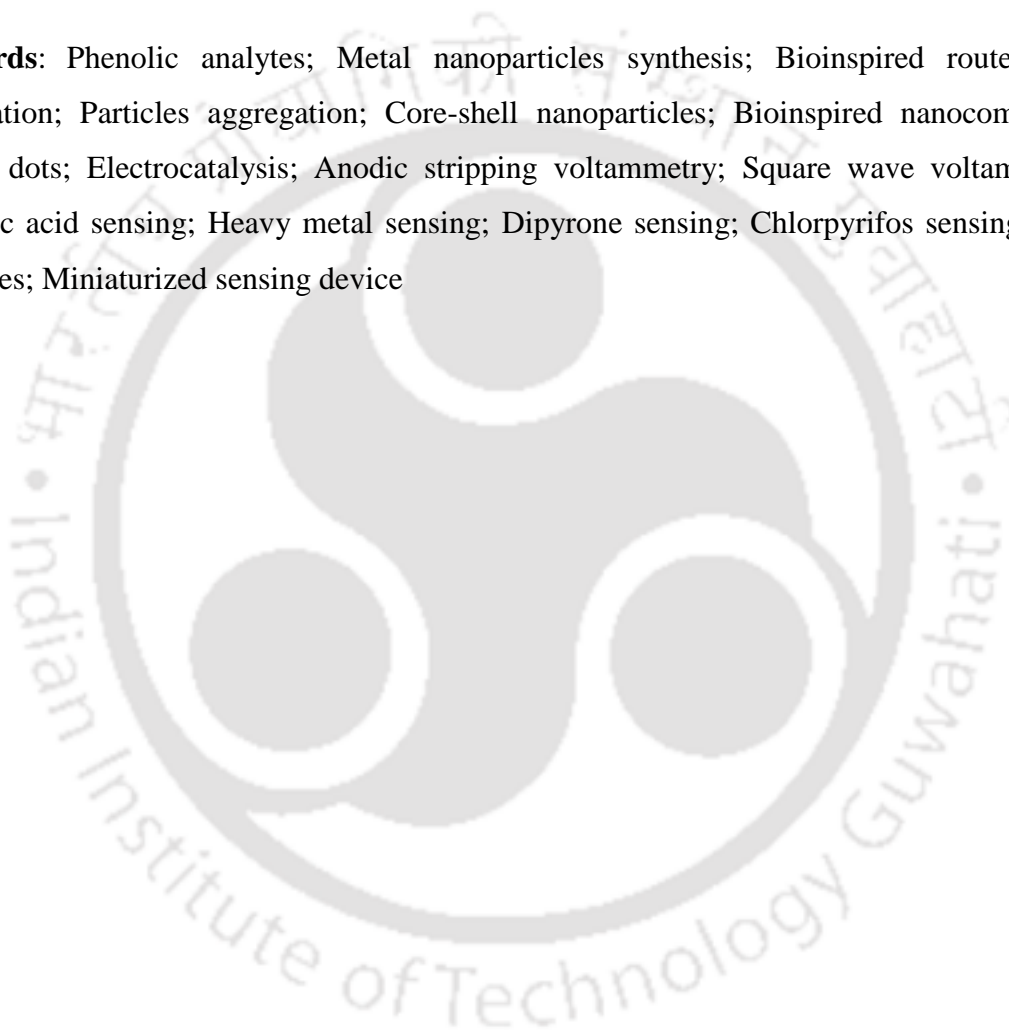 rds: Phenolic analytes; Metal nanoparticles synthesis; Bioinspired route
ation; Particles aggregation; Core-shell nanoparticles; Bioinspired nanocom
dots; Electrocatalysis; Anodic stripping voltammetry; Square wave voltam
c acid sensing; Heavy metal sensing; Dipyrone sensing; Chlorpyrifos sensing
es; Miniaturized sensing device
Indian Institute of Technology Guwahati